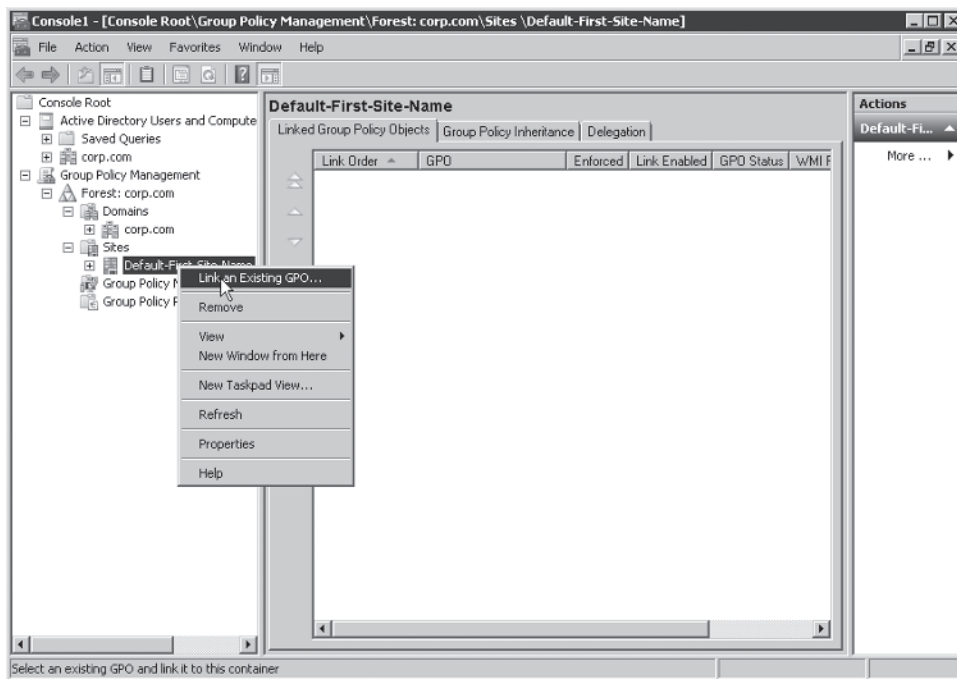 Console1 - [Console Root\Group Policy Management\Forest: corp.com\Sites \Default-First-Site-Name]
File Action View Favorites Window Help
Console Root
Active Directory Users and Compute
Saved Queries
corp.com
Group Policy Management
Forest: corp.com
Domains
corp.com
Sites
Default-First-Site-Name
Group Policy M
Group Policy R
Link an Existing GPO...
Remove
View
New Window from Here
New Taskpad View...
Refresh
Properties
Help
Default-First-Site-Name
Linked Group Policy Objects Group Policy Inheritance Delegation
Link Order GPO Enforced Link Enabled GPO Status WMI F
Actions
Default-Fi...
More ...
Select an existing GPO and link it to this container